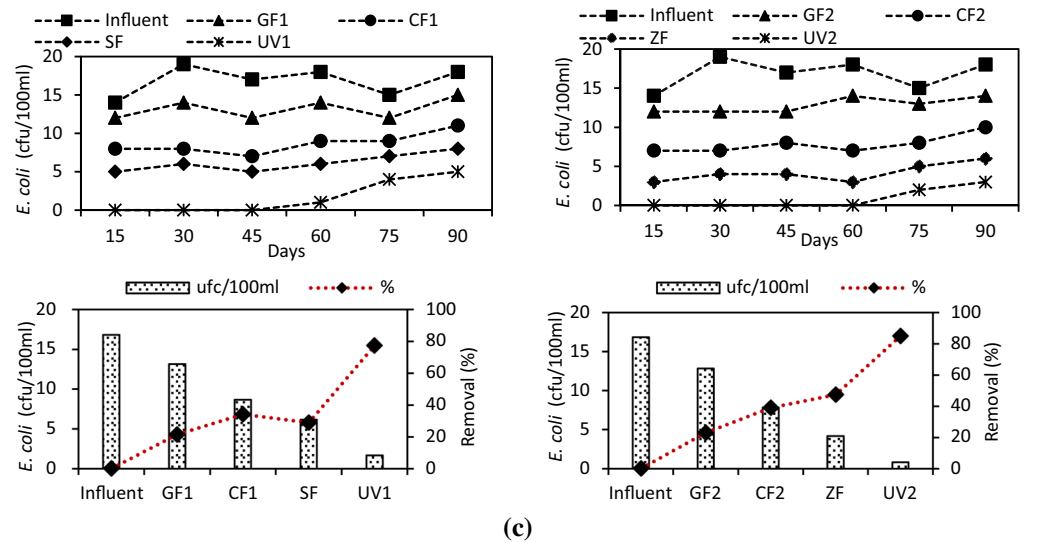 Influent GF1 CF1
SF UV1
20
15
10
5
0
E. coli (cfu/100ml)
15 30 45 60 75 90
Days
Influent GF2 CF2
ZF UV2
20
15
10
5
0
E. coli (cfu/100ml)
15 30 45 60 75 90
Days
ufc/100ml %
20
15
10
5
0
E. coli (cfu/100ml)
100
80
60
40
20
0
Removal (%)
Influent GF1 CF1 SF UV1
ufc/100ml %
20
15
10
5
0
E. coli (cfu/100ml)
100
80
60
40
20
0
Removal (%)
Influent GF2 CF2 ZF UV2
(c)